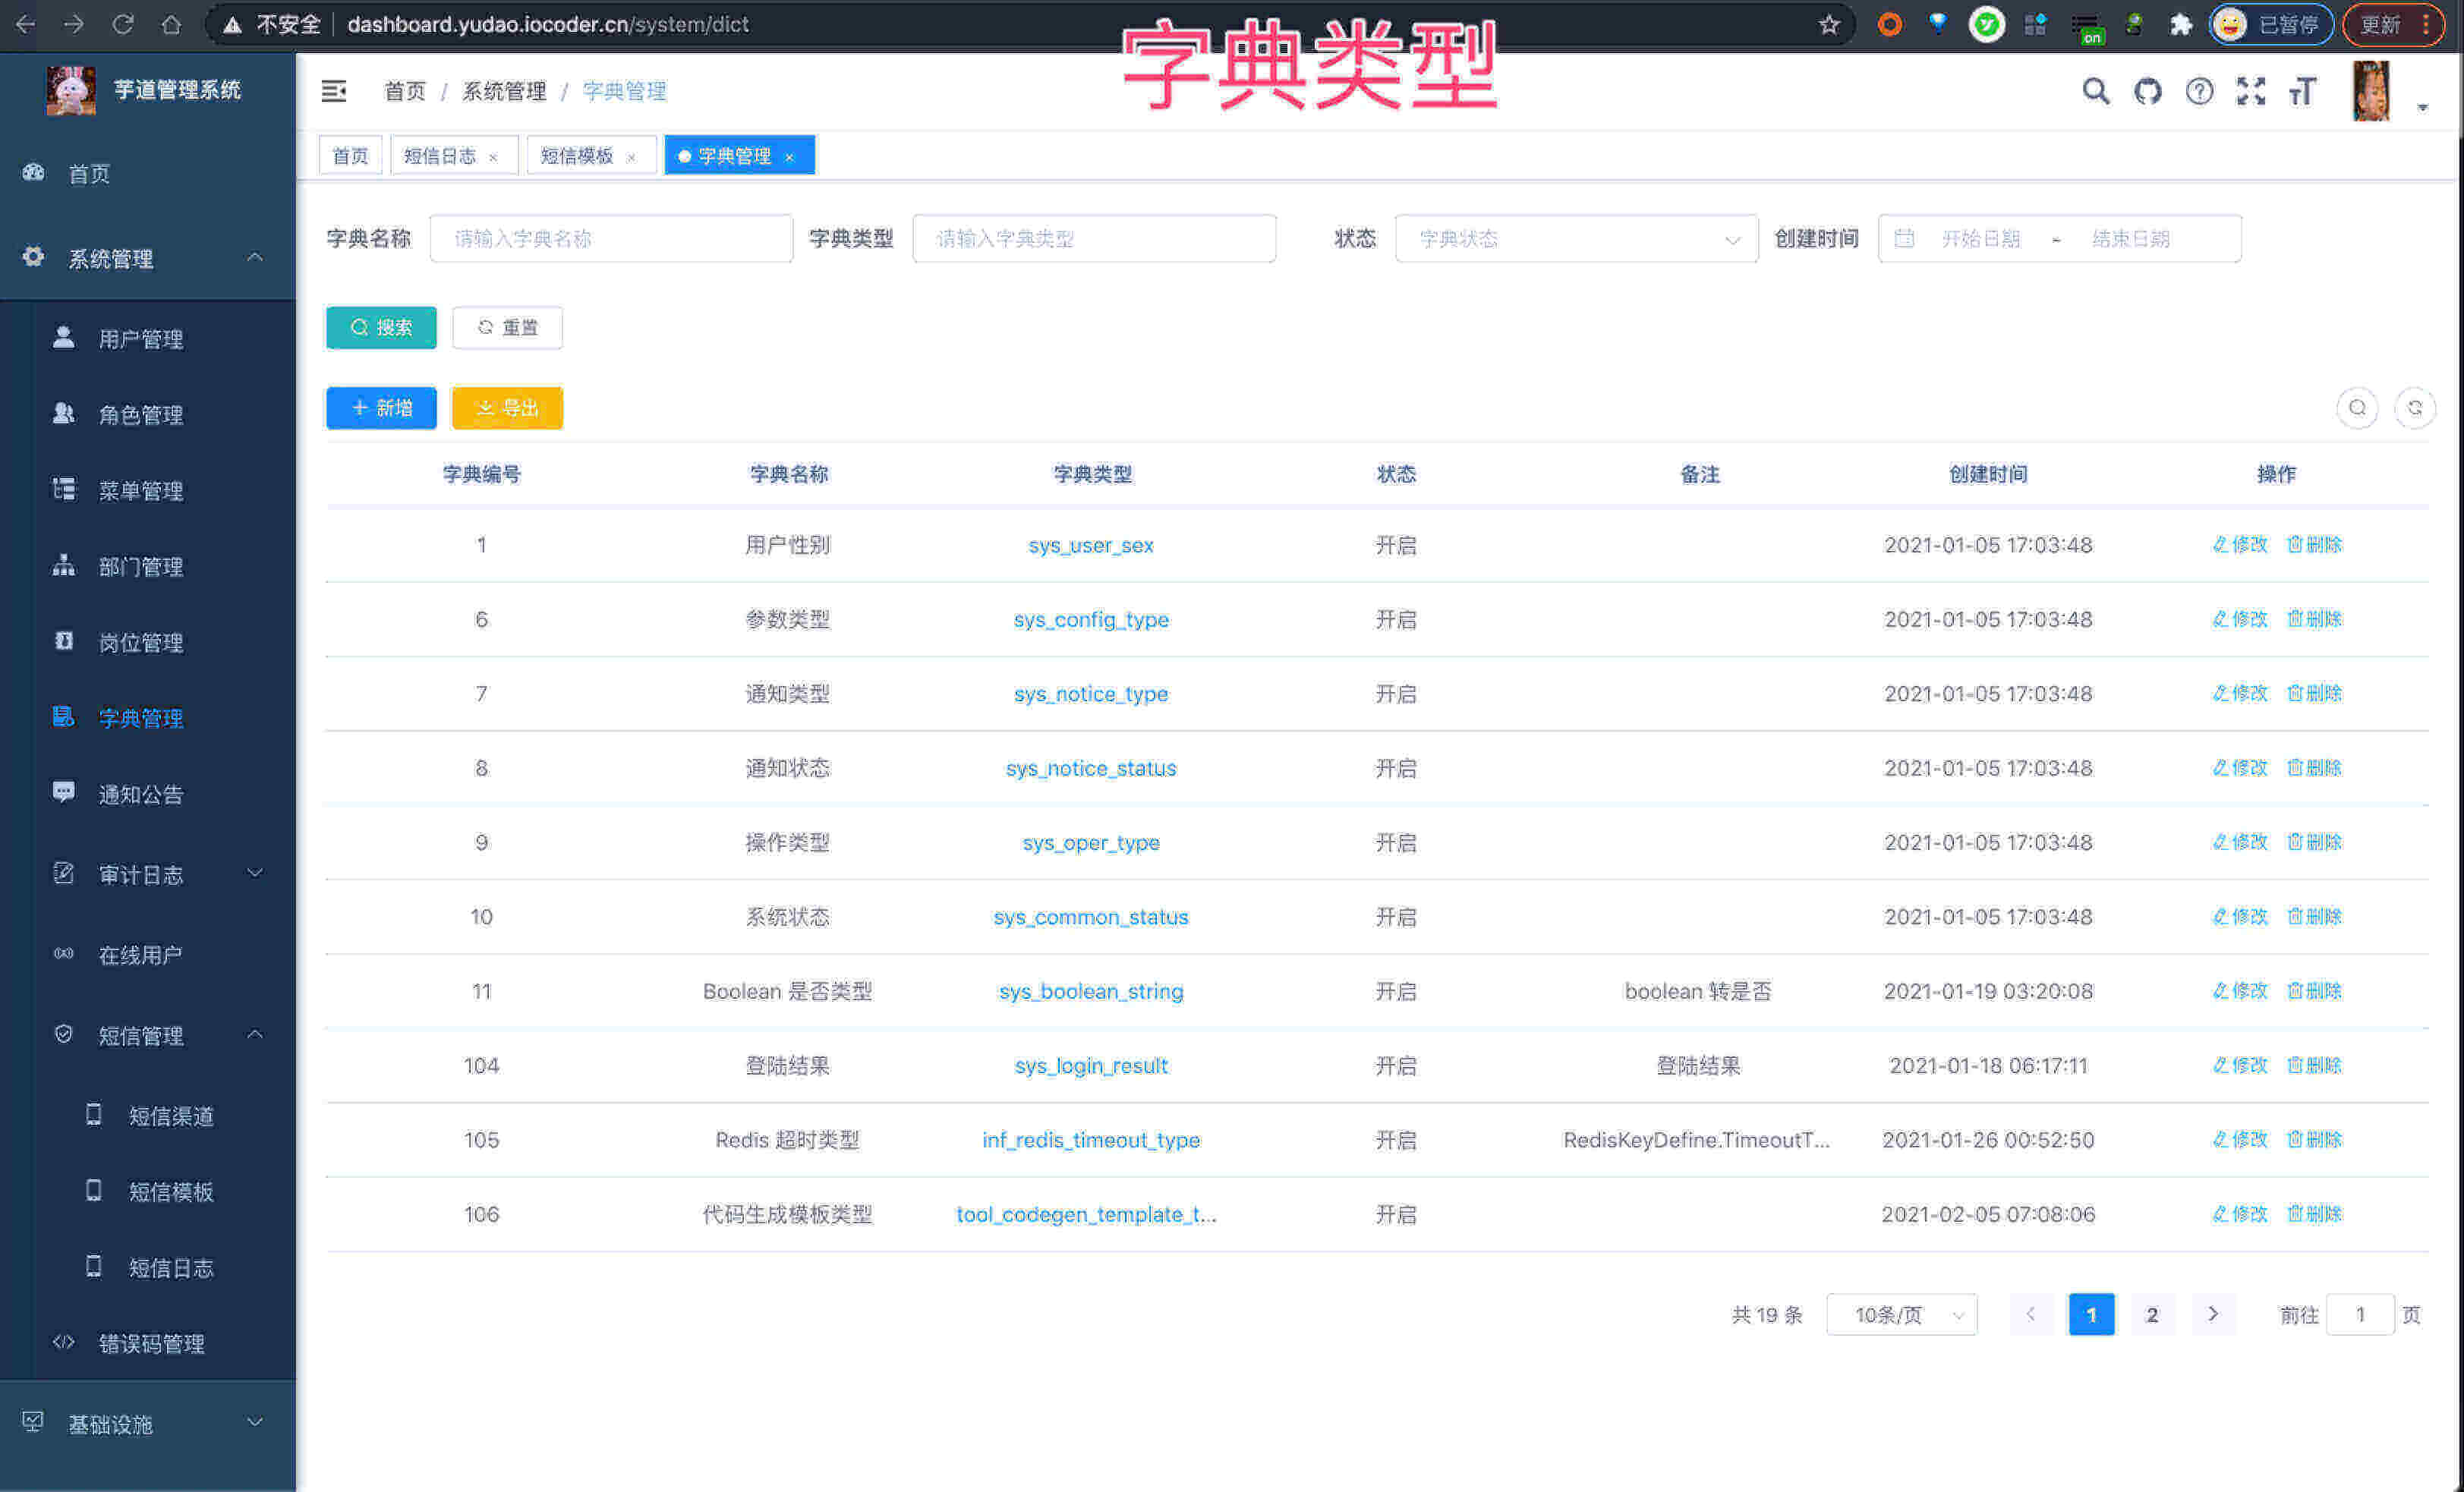 不安全 dashboard.yudao.iocoder.cn/system/dict on 已暂停 更新
字典类型
芋道管理系统
首页
系统管理
用户管理
角色管理
菜单管理
部门管理
岗位管理
字典管理
通知公告
审计日志
在线用户
短信管理
短信渠道
短信模板
短信日志
错误码管理
基础设施
首页 / 系统管理 / 字典管理
首页 短信日志 × 短信模板 × 字典管理 ×
字典名称 请输入字典名称 字典类型 请输入字典类型 状态 字典状态 创建时间 开始日期 - 结束日期
搜索 重置
新增 导出
字典编号 字典名称 字典类型 状态 备注 创建时间 操作
1 用户性别 sys_user_sex 开启 2021-01-05 17:03:48 修改 删除
6 参数类型 sys_config_type 开启 2021-01-05 17:03:48 修改 删除
7 通知类型 sys_notice_type 开启 2021-01-05 17:03:48 修改 删除
8 通知状态 sys_notice_status 开启 2021-01-05 17:03:48 修改 删除
9 操作类型 sys_oper_type 开启 2021-01-05 17:03:48 修改 删除
10 系统状态 sys_common_status 开启 2021-01-05 17:03:48 修改 删除
11 Boolean 是否类型 sys_boolean_string 开启 boolean 转是否 2021-01-19 03:20:08 修改 删除
104 登陆结果 sys_login_result 开启 登陆结果 2021-01-18 06:17:11 修改 删除
105 Redis 超时类型 inf_redis_timeout_type 开启 RedisKeyDefine.TimeoutT... 2021-01-26 00:52:50 修改 删除
106 代码生成模板类型 tool_codegen_template_t... 开启 2021-02-05 07:08:06 修改 删除
共 19 条 10条/页 1 2 前往 1 页